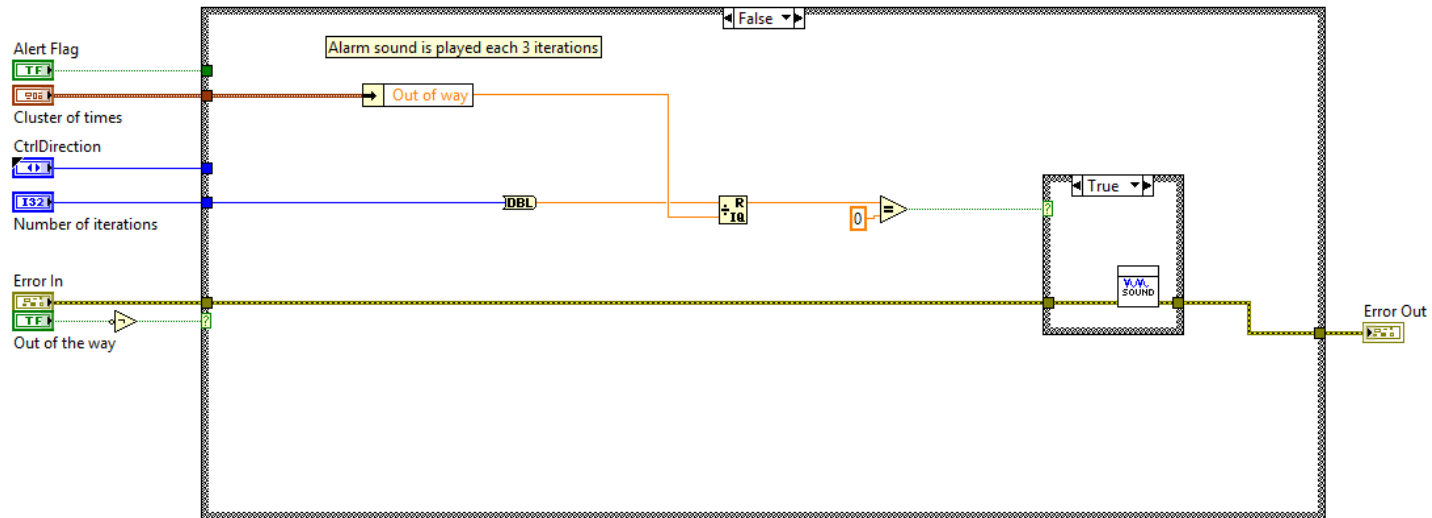 False
Alert Flag
TF
Alarm sound is played each 3 iterations
Out of way
Cluster of times
CtrlDirection
True
I32
DBL
R
IQ
0
=
?
Number of iterations
SOUND
Error In
TF
?
Out of the way
Error Out